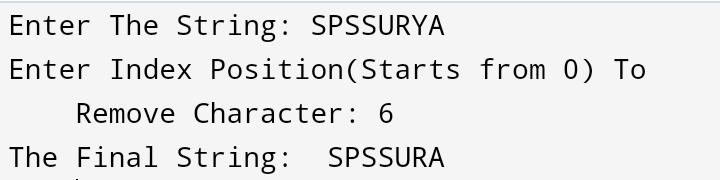 Enter The String: SPSSURYA
Enter Index Position(Starts from 0) To
Remove Character: 6
The Final String:  SPSSURA